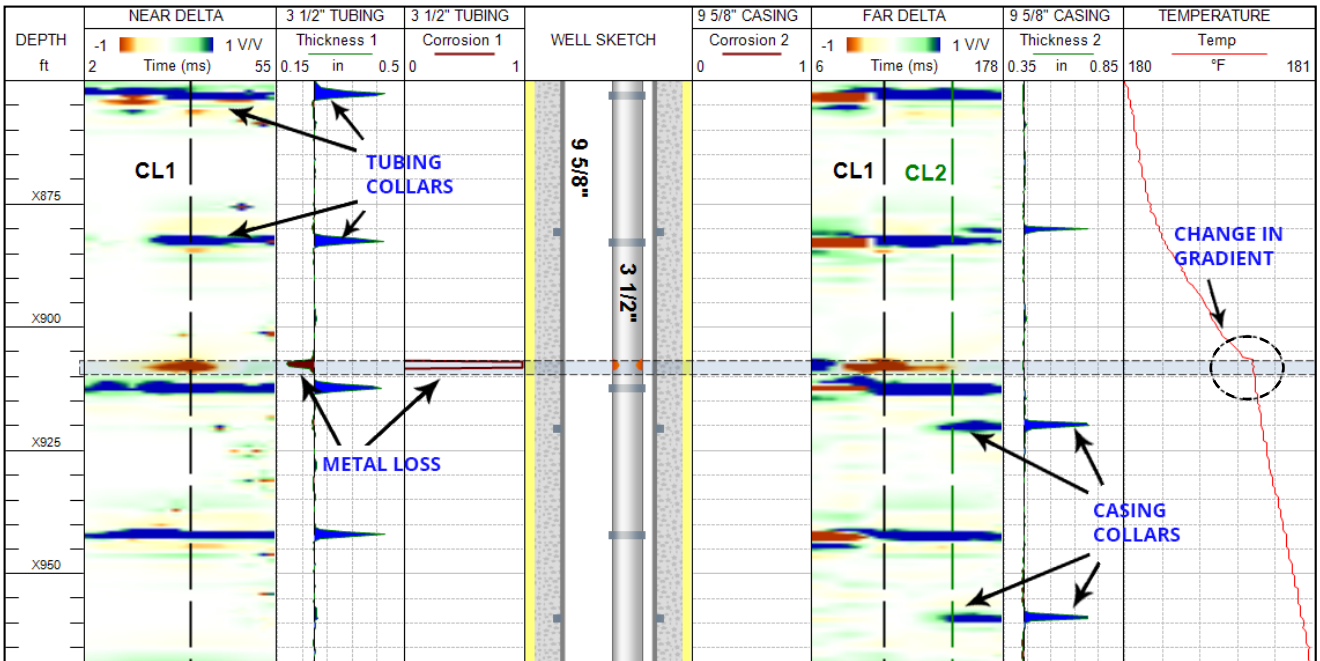 NEAR DELTA
3 1/2" TUBING
3 1/2" TUBING
9 5/8" CASING
FAR DELTA
9 5/8" CASING
TEMPERATURE
DEPTH
-1 1 V/V
Thickness 1
Corrosion 1
WELL SKETCH
Corrosion 2
-1 1 V/V
Thickness 2
Temp
ft
2 Time (ms) 55
0.15 in 0.5
0 1
0 1
6 Time (ms) 178
0.35 in 0.85
180 °F 181
CL1
TUBING
COLLARS
9 5/8"
CL1
CL2
X875
CHANGE IN
GRADIENT
3 1/2"
X900
X925
METAL LOSS
CASING
COLLARS
X950